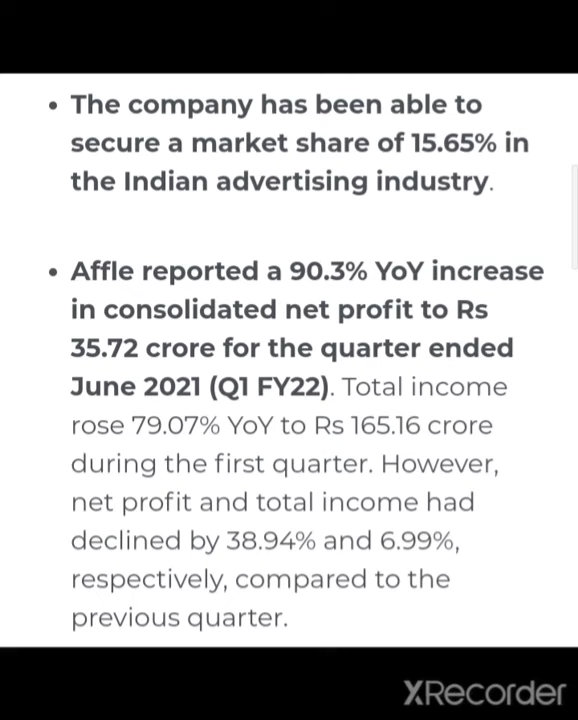 • The company has been able to
secure a market share of 15.65% in
the Indian advertising industry.
• Affle reported a 90.3% YoY increase
in consolidated net profit to Rs
35.72 crore for the quarter ended
June 2021 (Q1 FY22). Total income
rose 79.07% YoY to Rs 165.16 crore
during the first quarter. However,
net profit and total income had
declined by 38.94% and 6.99%,
respectively, compared to the
previous quarter.
XRecorder